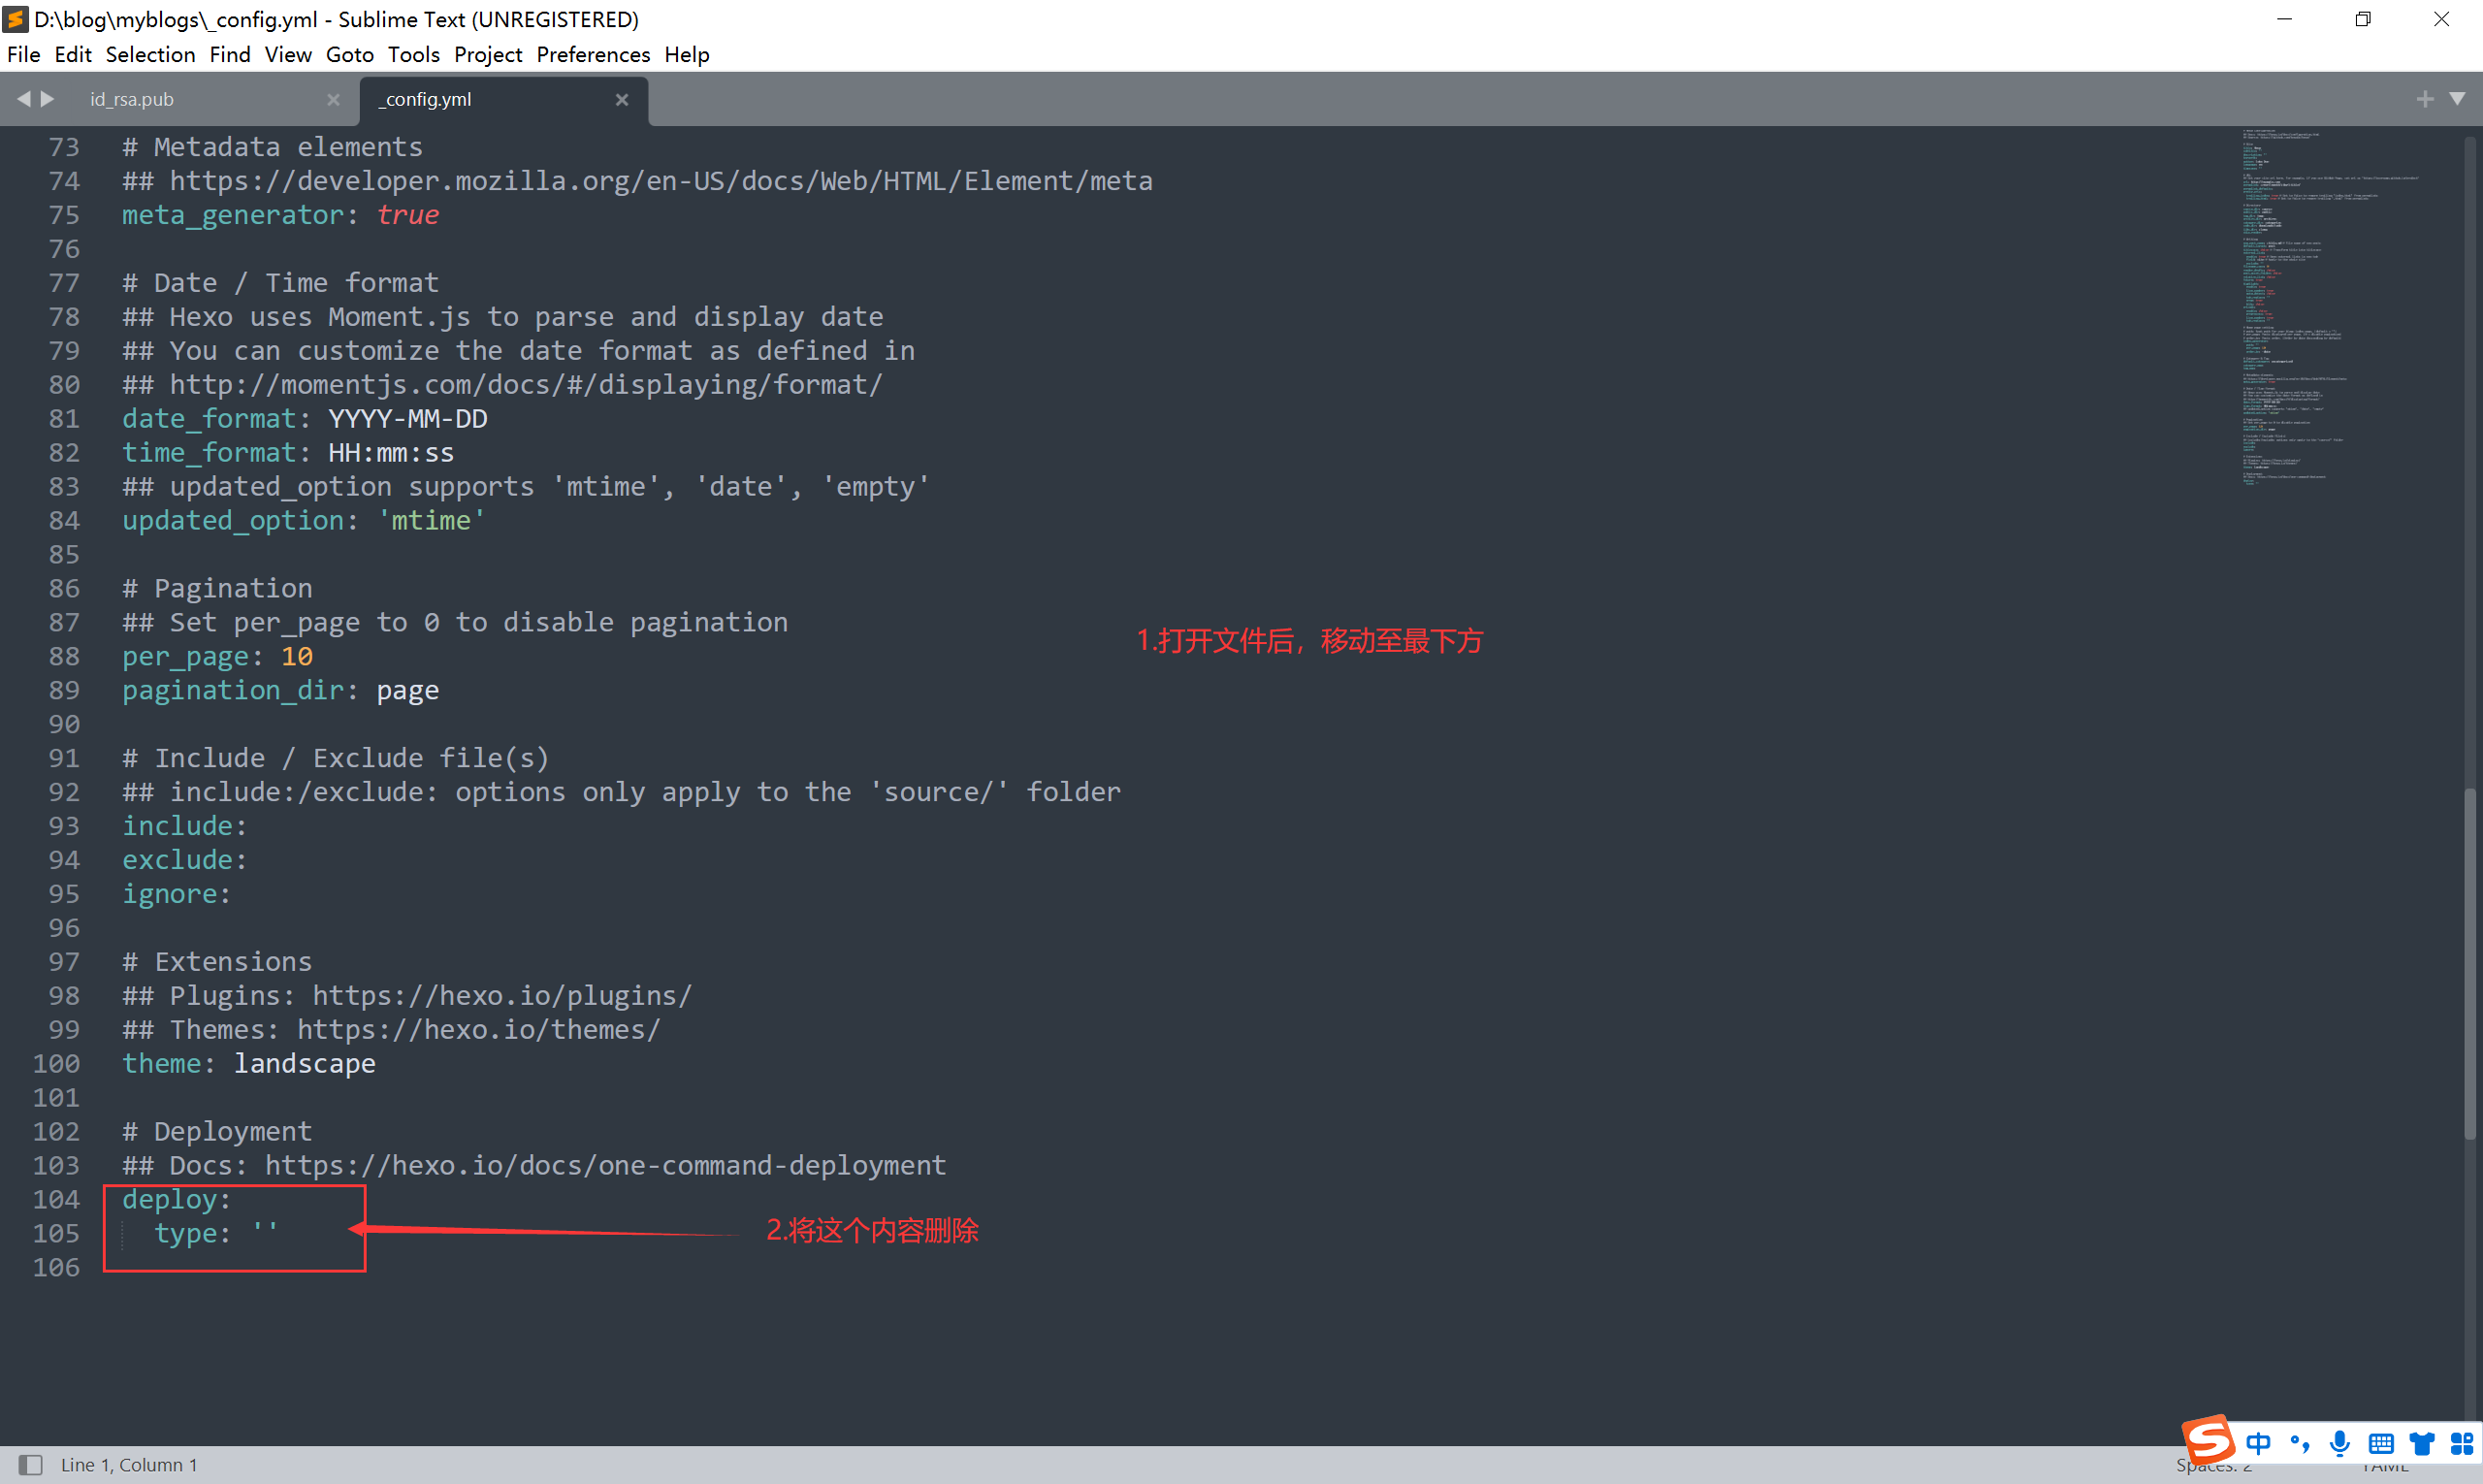 D:\blog\myblogs\_config.yml - Sublime Text (UNREGISTERED)
File Edit Selection Find View Goto Tools Project Preferences Help
id_rsa.pub
_config.yml
73 # Metadata elements
74 ## https://developer.mozilla.org/en-US/docs/Web/HTML/Element/meta
75 meta_generator: true
76
77 # Date / Time format
78 ## Hexo uses Moment.js to parse and display date
79 ## You can customize the date format as defined in
80 ## http://momentjs.com/docs/#/displaying/format/
81 date_format: YYYY-MM-DD
82 time_format: HH:mm:ss
83 ## updated_option supports 'mtime', 'date', 'empty'
84 updated_option: 'mtime'
85
86 # Pagination
87 ## Set per_page to 0 to disable pagination
1.打开文件后，移动至最下方
88 per_page: 10
89 pagination_dir: page
90
91 # Include / Exclude file(s)
92 ## include:/exclude: options only apply to the 'source/' folder
93 include:
94 exclude:
95 ignore:
96
97 # Extensions
98 ## Plugins: https://hexo.io/plugins/
99 ## Themes: https://hexo.io/themes/
100 theme: landscape
101
102 # Deployment
103 ## Docs: https://hexo.io/docs/one-command-deployment
104 deploy:
105 type: ''
2.将这个内容删除
106
中
Line 1, Column 1
Spaces: 2
YAML